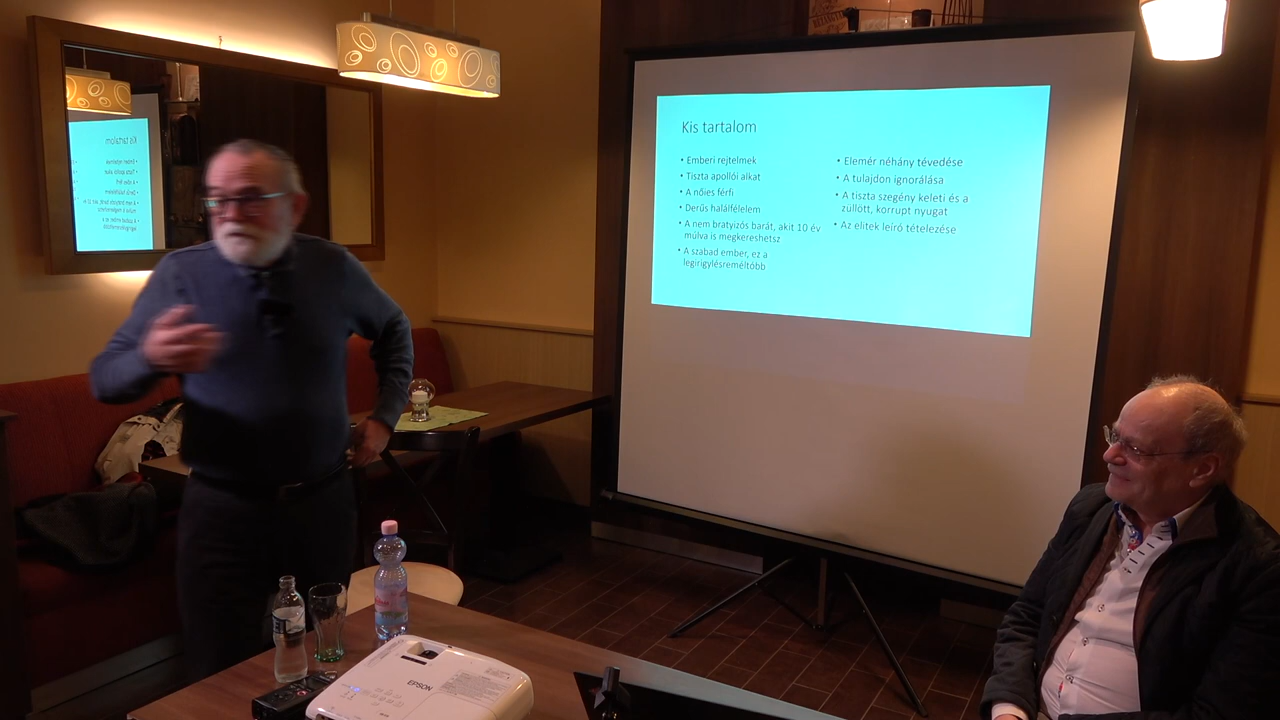 Kis tartalom
• Emberi rejtelmek
• Tiszta apollói alkat
• A nőies férfi
• Derűs halálfélelem
• A nem bratyizós barát, akit 10 év
múlva is megkereshetsz
• A szabad ember, ez a
legirigylésreméltóbb
• Elemér néhány tévedése
• A tulajdon ignorálása
• A tiszta szegény keleti és a
züllött, korrupt nyugat
• Az elitek leíró tételezése
EPSON